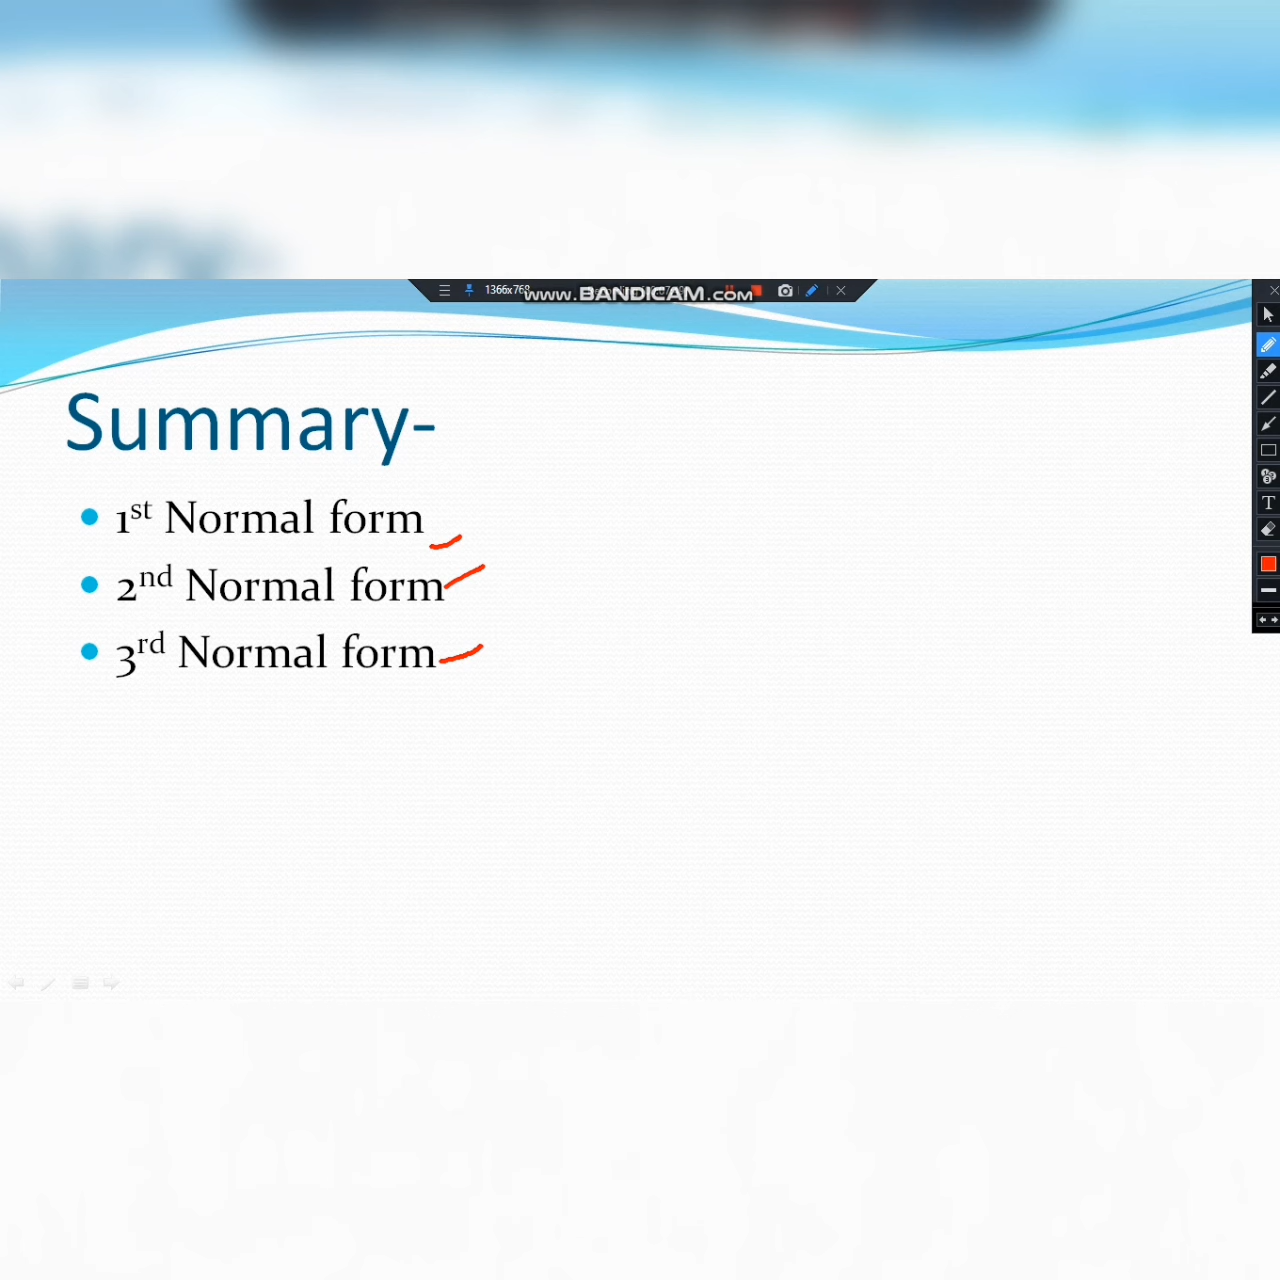 1366x768
www.BANDICAM.com
Summary-
1st Normal form
2nd Normal form
3rd Normal form
T